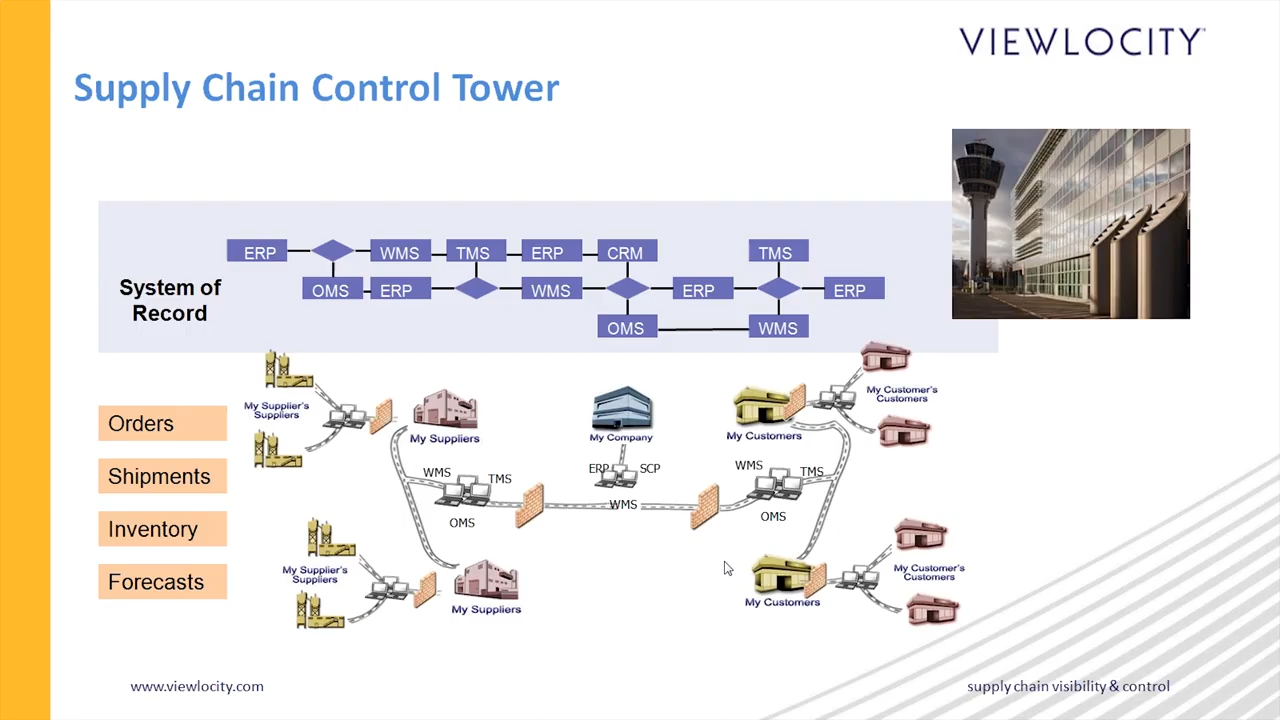 VIEWLOCITY™
Supply Chain Control Tower
ERP
WMS
TMS
ERP
CRM
TMS
System of
Record
OMS
ERP
WMS
ERP
ERP
OMS
WMS
Orders
Shipments
Inventory
Forecasts
My Supplier's
Suppliers
My Suppliers
My Company
My Customers
My Customer's
Customers
WMS
TMS
OMS
ERP
SCP
WMS
WMS
TMS
OMS
My Supplier's
Suppliers
My Suppliers
My Customers
My Customer's
Customers
www.viewlocity.com
supply chain visibility & control